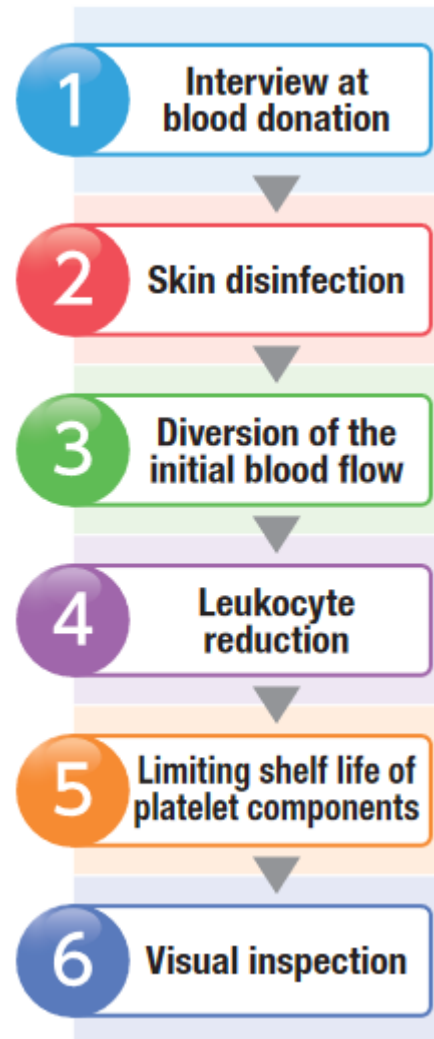 1
Interview at
blood donation
2
Skin disinfection
3
Diversion of the
initial blood flow
4
Leukocyte
reduction
5
Limiting shelf life of
platelet components
6
Visual inspection